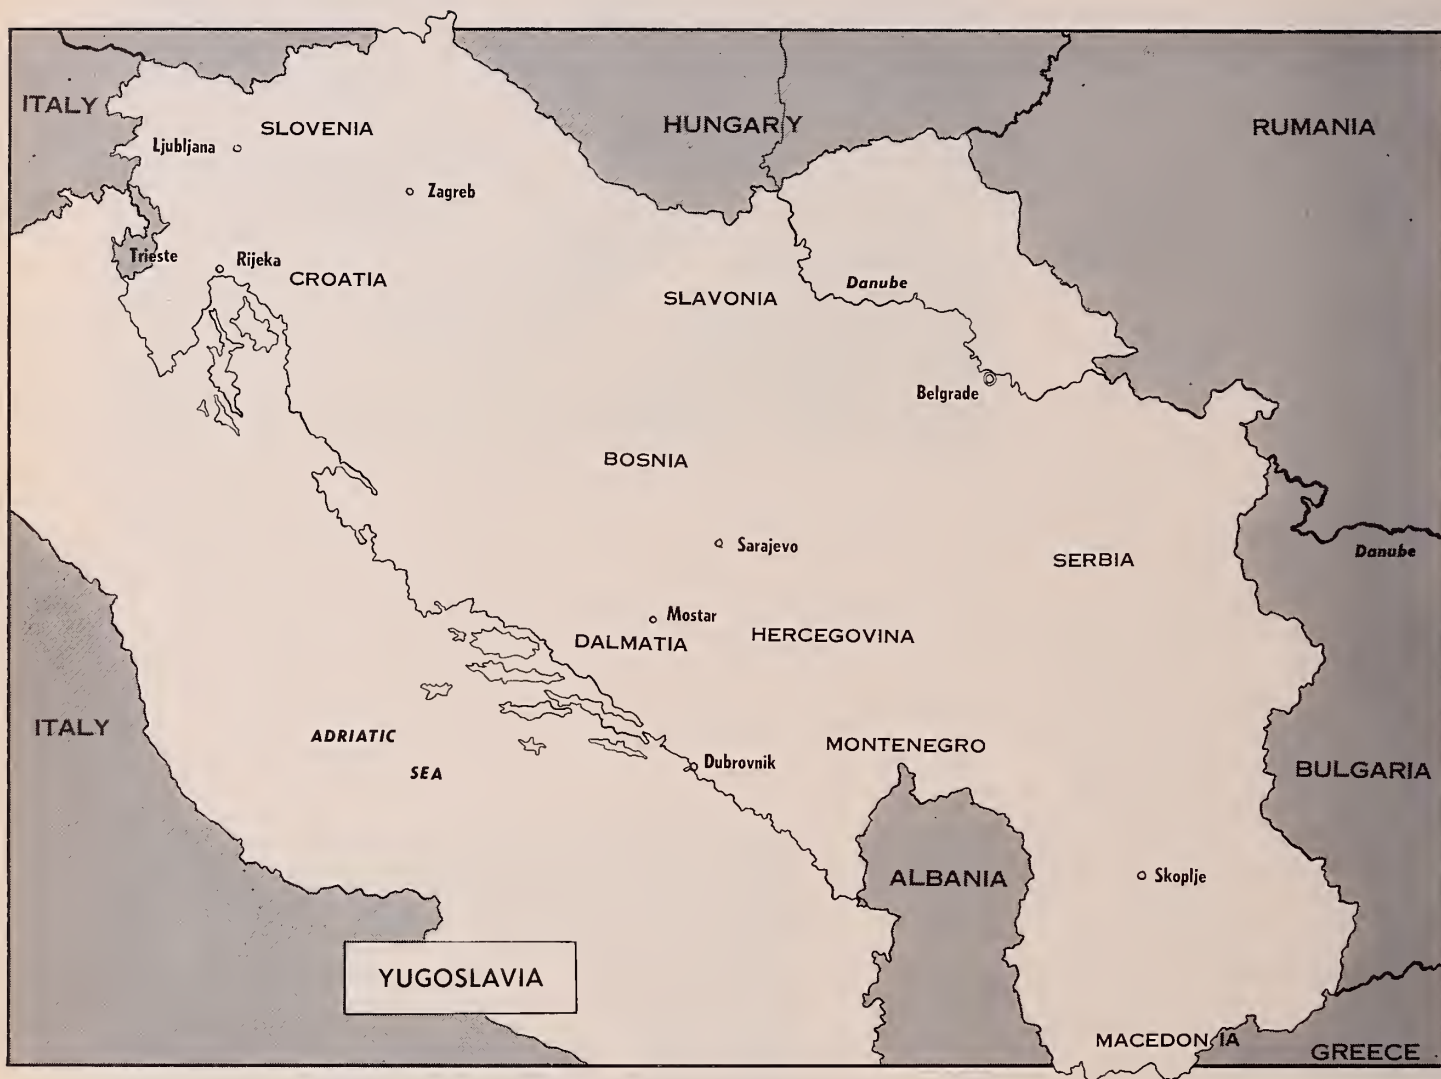 ITALY
SLOVENIA
HUNGARY
RUMANIA
Ljubljana
Zagreb
Trieste
Rijeka
CROATIA
SLAVONIA
Danube
Belgrade
BOSNIA
Sarajevo
SERBIA
Danube
Mostar
DALMATIA
HERCEGOVINA
ITALY
ADRIATIC
SEA
MONTENEGRO
Dubrovnik
BULGARIA
ALBANIA
Skoplje
YUGOSLAVIA
MACEDONIA
GREECE